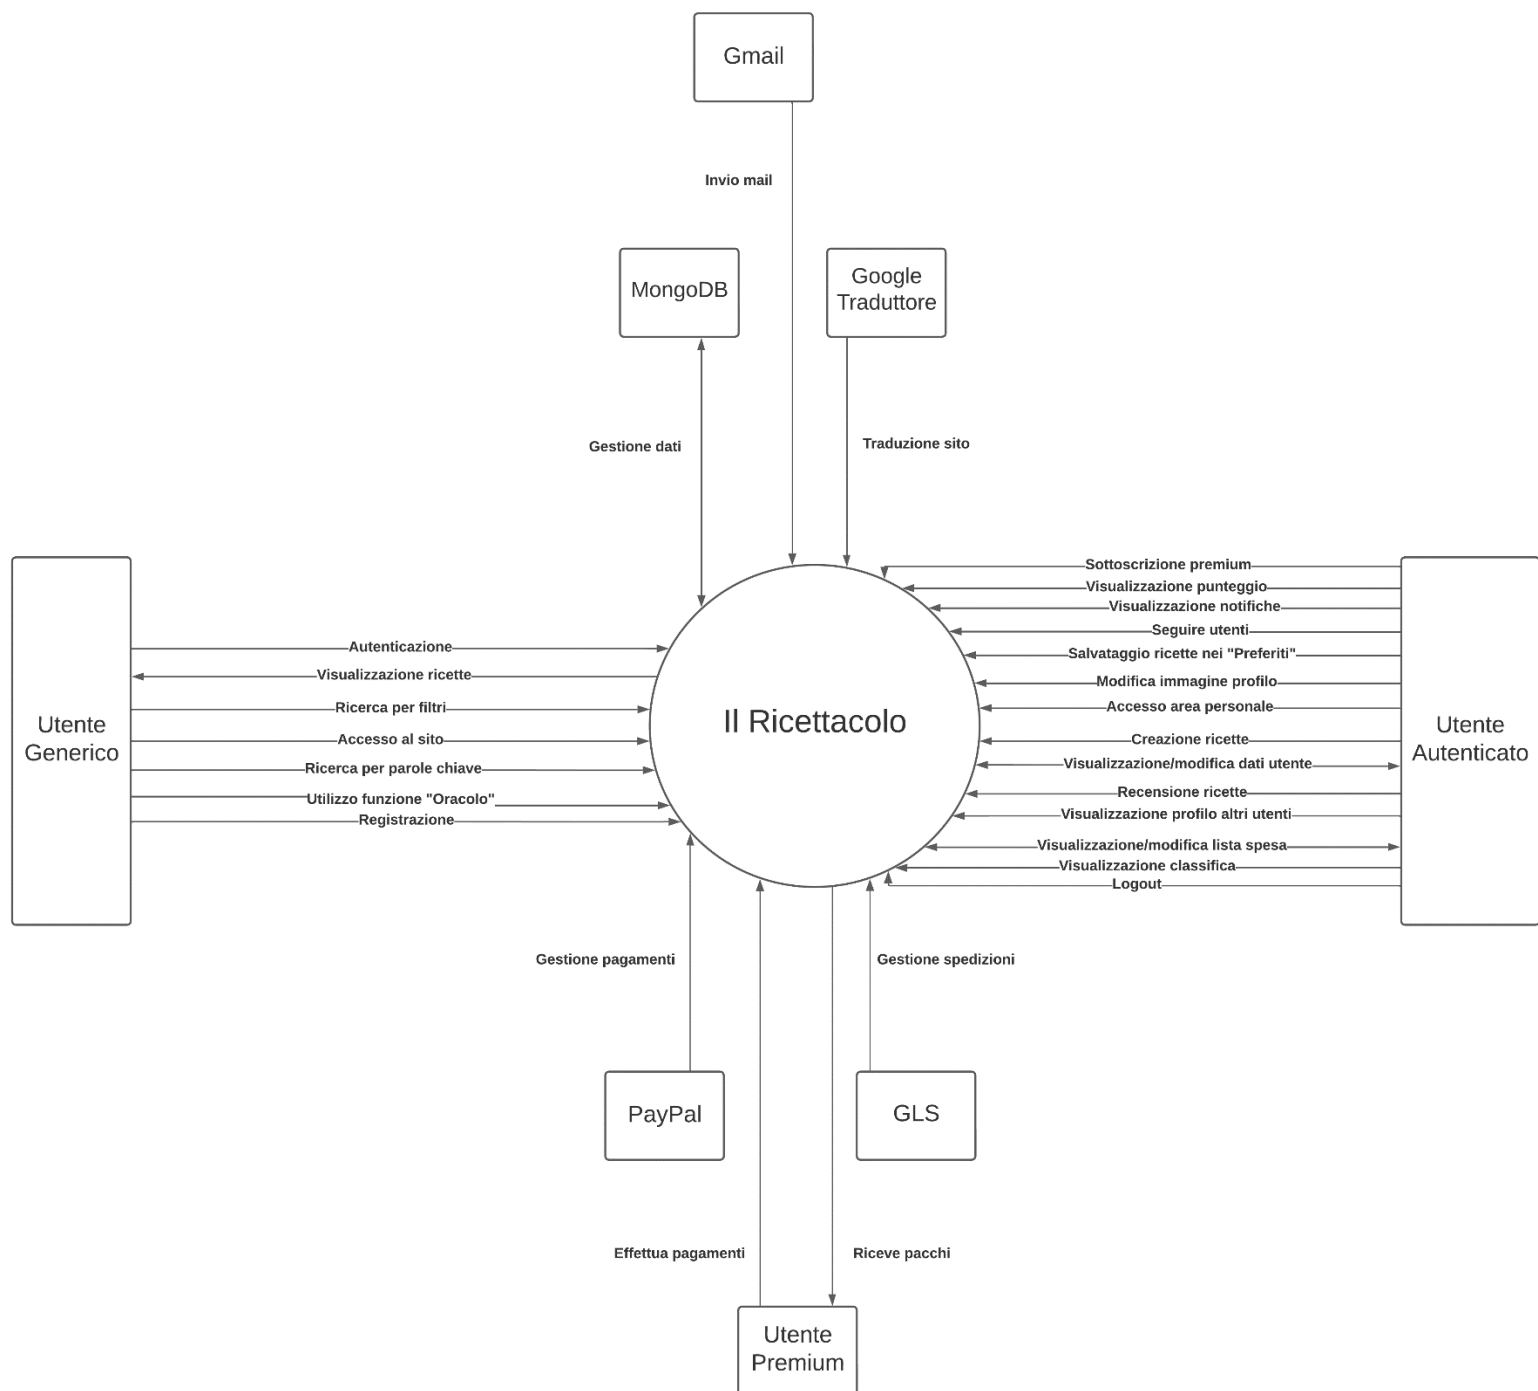 Gmail
Invio mail
MongoDB
Google
Traduttore
Gestione dati
Traduzione sito
Utente
Generico
Autenticazione
Visualizzazione ricette
Ricerca per filtri
Accesso al sito
Ricerca per parole chiave
Utilizzo funzione "Oracolo"
Registrazione
Il Ricettacolo
Sottoscrizione premium
Visualizzazione punteggio
Visualizzazione notifiche
Seguire utenti
Salvataggio ricette nei "Preferiti"
Modifica immagine profilo
Accesso area personale
Creazione ricette
Visualizzazione/modifica dati utente
Recensione ricette
Visualizzazione profilo altri utenti
Visualizzazione/modifica lista spesa
Visualizzazione classifica
Logout
Utente
Autenticato
Gestione pagamenti
Gestione spedizioni
PayPal
GLS
Effettua pagamenti
Riceve pacchi
Utente
Premium